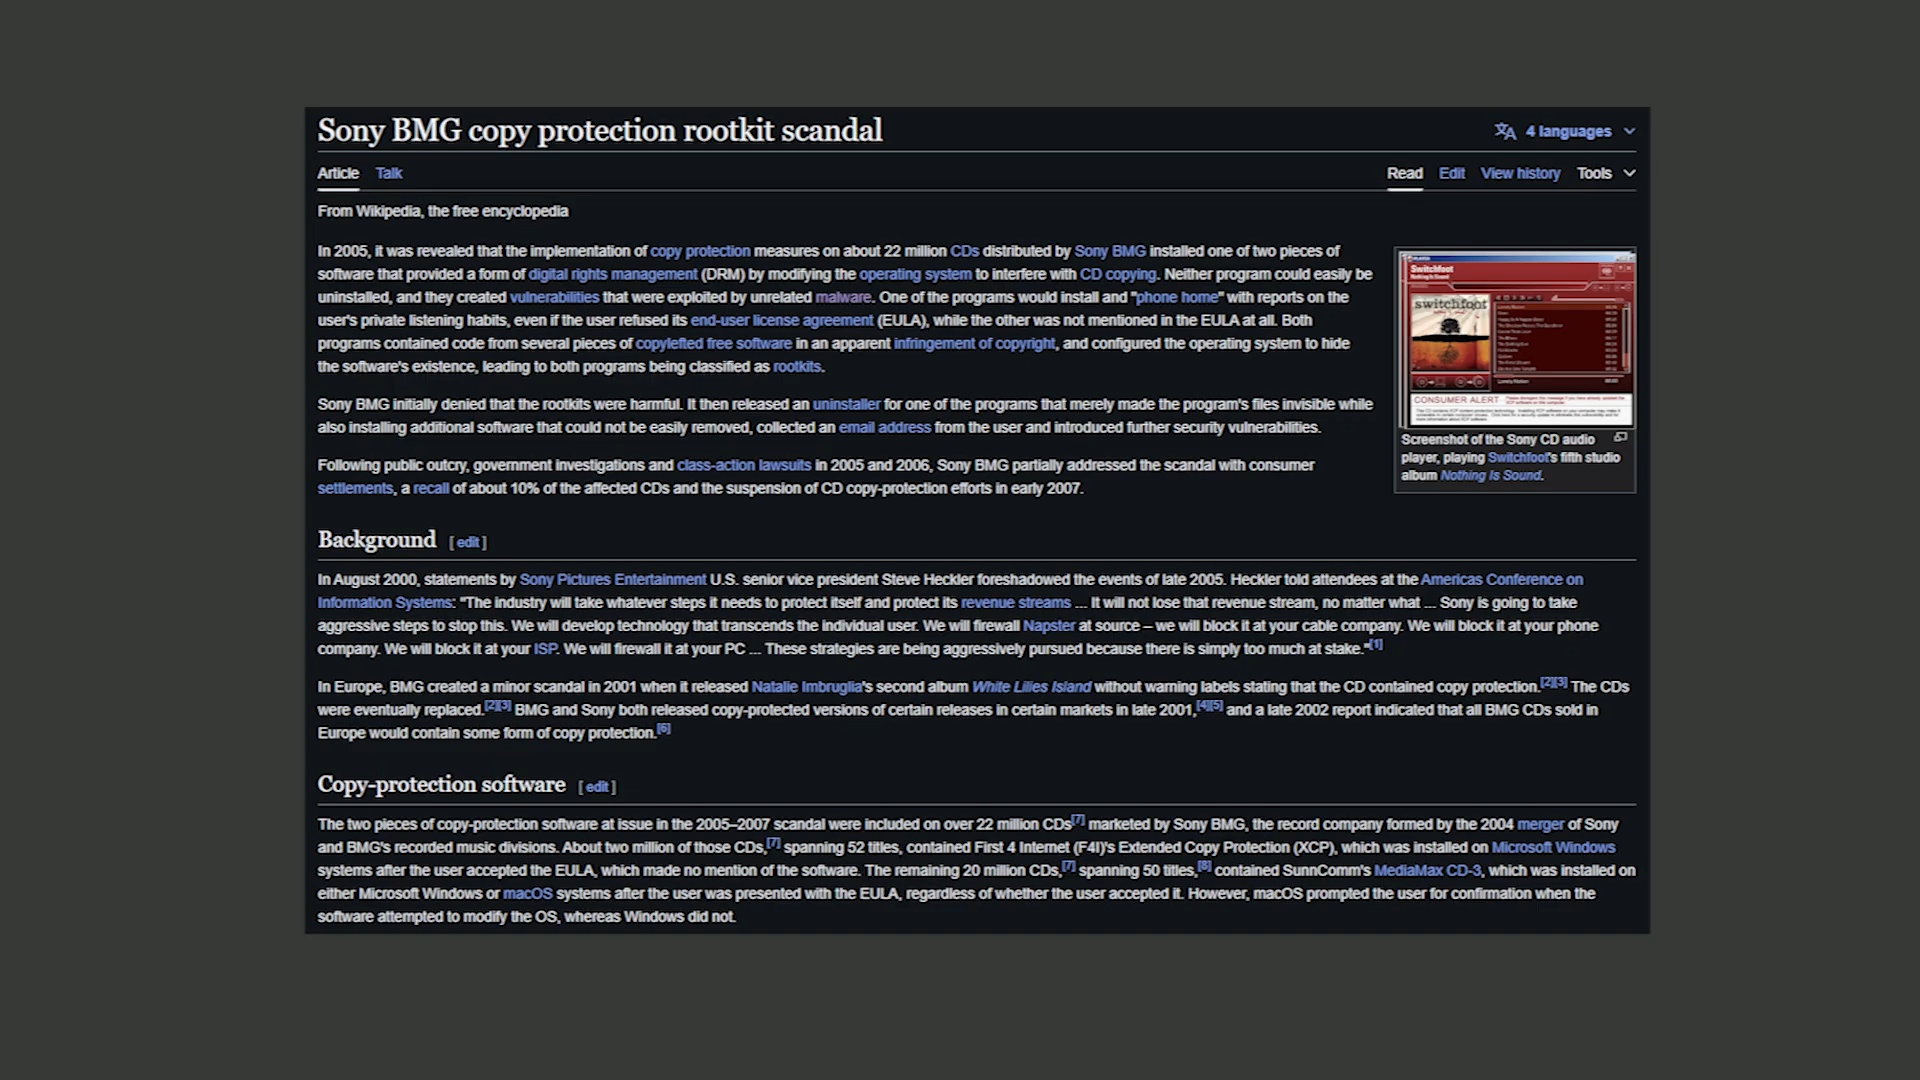 Sony BMG copy protection rootkit scandal
4 languages
Article Talk
Read Edit View history Tools
From Wikipedia, the free encyclopedia
In 2005, it was revealed that the implementation of copy protection measures on about 22 million CDs distributed by Sony BMG installed one of two pieces of
software that provided a form of digital rights management (DRM) by modifying the operating system to interfere with CD copying. Neither program could easily be
uninstalled, and they created vulnerabilities that were exploited by unrelated malware. One of the programs would install and "phone home" with reports on the
user's private listening habits, even if the user refused its end-user license agreement (EULA), while the other was not mentioned in the EULA at all. Both
programs contained code from several pieces of copylefted free software in an apparent infringement of copyright, and configured the operating system to hide
the software's existence, leading to both programs being classified as rootkits.
Sony BMG initially denied that the rootkits were harmful. It then released an uninstaller for one of the programs that merely made the program's files invisible while
also installing additional software that could not be easily removed, collected an email address from the user and introduced further security vulnerabilities.
Following public outcry, government investigations and class-action lawsuits in 2005 and 2006, Sony BMG partially addressed the scandal with consumer
settlements, a recall of about 10% of the affected CDs and the suspension of CD copy-protection efforts in early 2007.
Switchfoot
Nothing Is Sound
switchfoot
CONSUMER ALERT
Screenshot of the Sony CD audio
player, playing Switchfoot's fifth studio
album Nothing Is Sound.
Background [ edit ]
In August 2000, statements by Sony Pictures Entertainment U.S. senior vice president Steve Heckler foreshadowed the events of late 2005. Heckler told attendees at the Americas Conference on
Information Systems: "The industry will take whatever steps it needs to protect itself and protect its revenue streams ... It will not lose that revenue stream, no matter what ... Sony is going to take
aggressive steps to stop this. We will develop technology that transcends the individual user. We will firewall Napster at source – we will block it at your cable company. We will block it at your phone
company. We will block it at your ISP. We will firewall it at your PC ... These strategies are being aggressively pursued because there is simply too much at stake."[1]
In Europe, BMG created a minor scandal in 2001 when it released Natalie Imbruglia's second album White Lilies Island without warning labels stating that the CD contained copy protection.[2][3] The CDs
were eventually replaced.[2][3] BMG and Sony both released copy-protected versions of certain releases in certain markets in late 2001,[4][5] and a late 2002 report indicated that all BMG CDs sold in
Europe would contain some form of copy protection.[6]
Copy-protection software [ edit ]
The two pieces of copy-protection software at issue in the 2005–2007 scandal were included on over 22 million CDs[7] marketed by Sony BMG, the record company formed by the 2004 merger of Sony
and BMG's recorded music divisions. About two million of those CDs,[7] spanning 52 titles, contained First 4 Internet (F4I)'s Extended Copy Protection (XCP), which was installed on Microsoft Windows
systems after the user accepted the EULA, which made no mention of the software. The remaining 20 million CDs,[7] spanning 50 titles,[8] contained SunnComm's MediaMax CD-3, which was installed on
either Microsoft Windows or macOS systems after the user was presented with the EULA, regardless of whether the user accepted it. However, macOS prompted the user for confirmation when the
software attempted to modify the OS, whereas Windows did not.